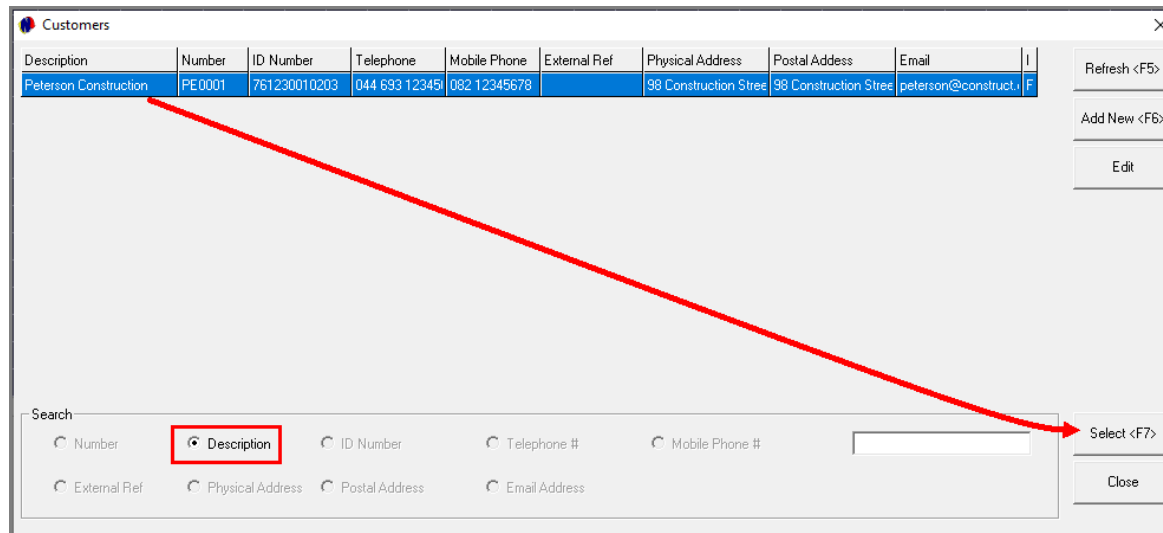 Customers
Description Number ID Number Telephone Mobile Phone External Ref Physical Address Postal Addess Email I
Peterson Construction PE0001 761230010203 044 693 12345 082 12345678 98 Construction Stree 98 Construction Stree peterson@construct. F
Refresh <F5>
Add New <F6>
Edit
Search
Number Description ID Number Telephone # Mobile Phone #
Select <F7>
External Ref Physical Address Postal Address Email Address
Close